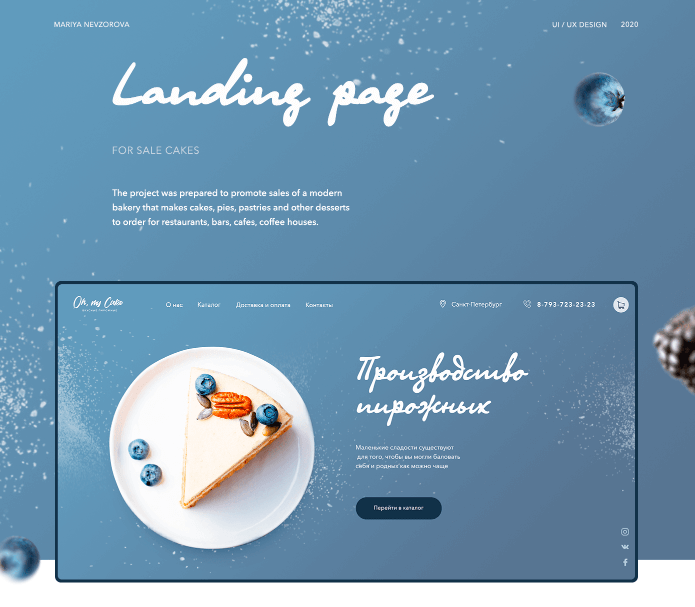 MARIYA NEVZOROVA
UI / UX DESIGN 2020
Landing page
FOR SALE CAKES
The project was prepared to promote sales of a modern
bakery that makes cakes, pies, pastries and other desserts
to order for restaurants, bars, cafes, coffee houses.
Oh, my Cake
О нас Каталог Доставка и оплата Контакты
Санкт-Петербург 8-793-723-23-23
Производство
пирожных
Маленькие сладости существуют
для того, чтобы вы могли баловать
себя и родных как можно чаще
Перейти в каталог